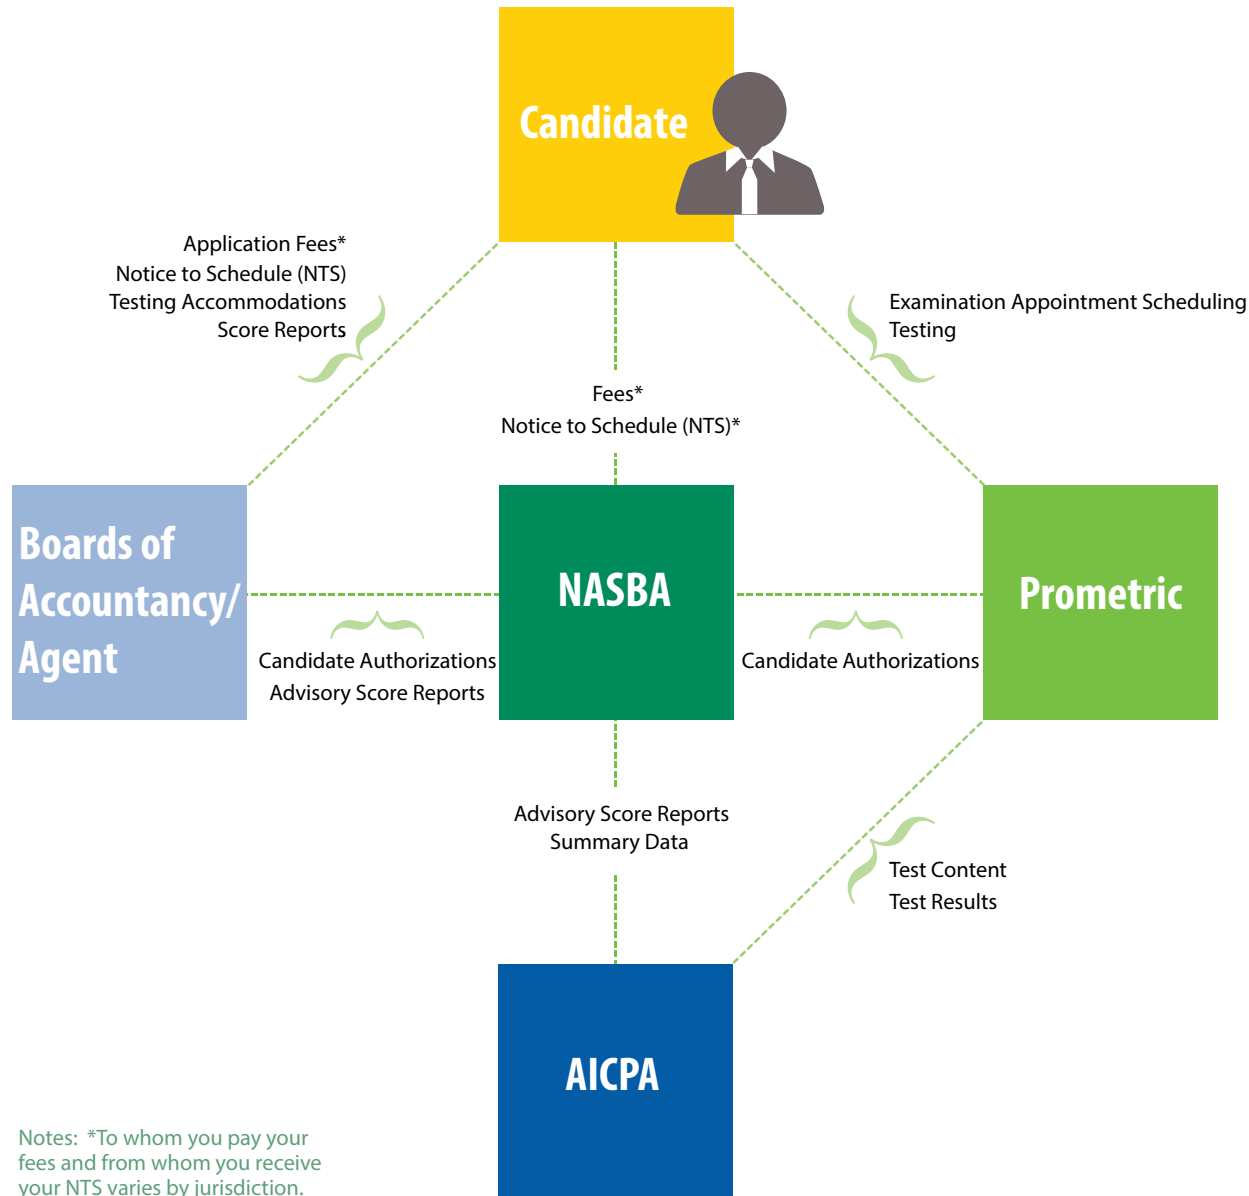 Candidate
Application Fees*
Notice to Schedule (NTS)
Testing Accommodations
Score Reports
Examination Appointment Scheduling
Testing
Fees*
Notice to Schedule (NTS)*
Boards of
Accountancy/
Agent
NASBA
Prometric
Candidate Authorizations
Advisory Score Reports
Candidate Authorizations
Advisory Score Reports
Summary Data
Test Content
Test Results
AICPA
Notes: *To whom you pay your
fees and from whom you receive
your NTS varies by jurisdiction.